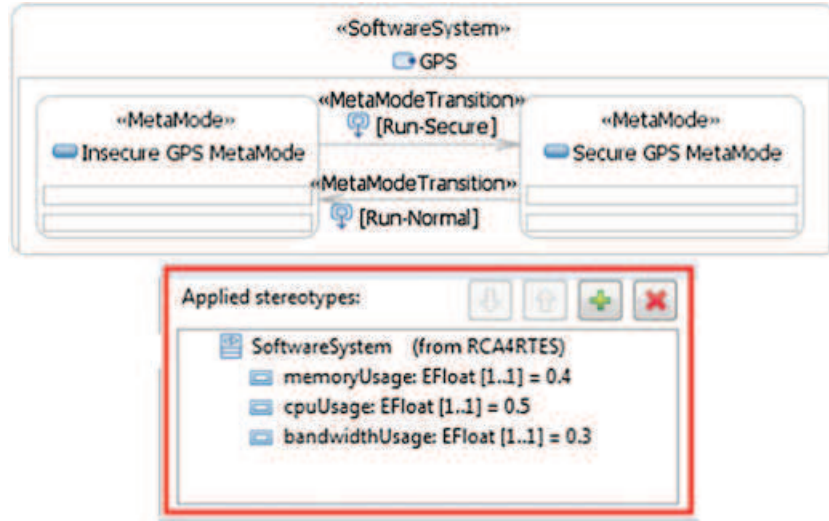 «SoftwareSystem»
GPS
«MetaModeTransition»
«MetaMode»
[Run-Secure]
«MetaMode»
Insecure GPS MetaMode
Secure GPS MetaMode
«MetaModeTransition»
[Run-Normal]
Applied stereotypes:
SoftwareSystem (from RCA4RTES)
memoryUsage: EFloat [1..1] = 0.4
cpuUsage: EFloat [1..1] = 0.5
bandwidthUsage: EFloat [1..1] = 0.3